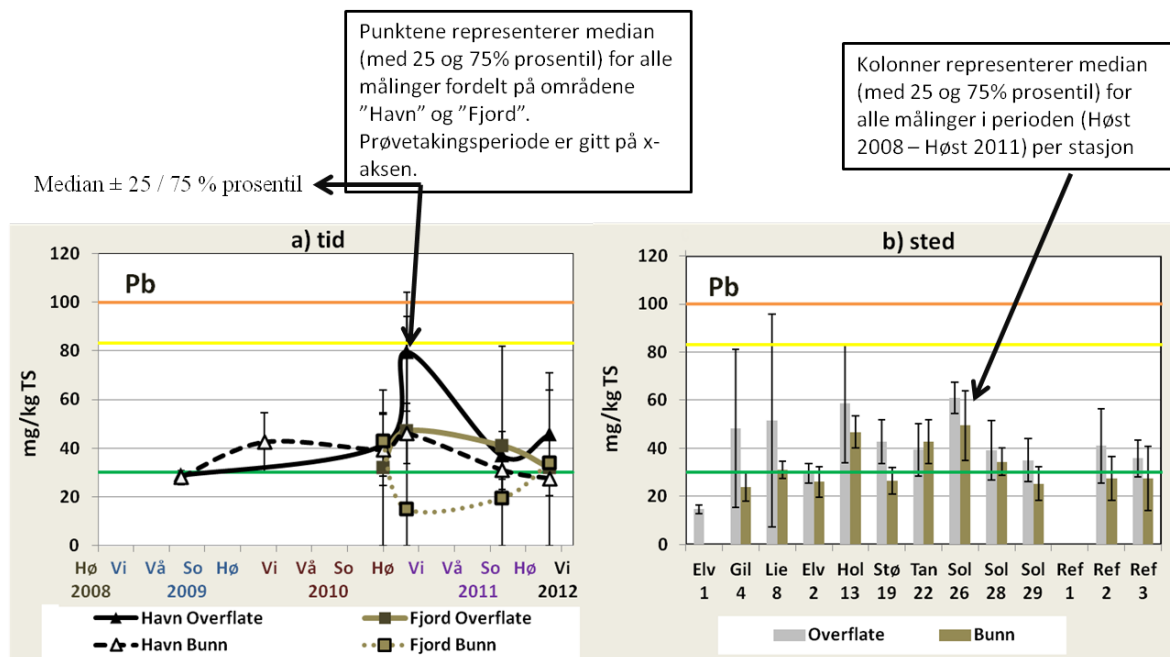 Punktene representerer median
(med 25 og 75% prosentil) for alle
målinger fordelt på områdene
”Havn” og ”Fjord”.
Prøvetakingsperiode er gitt på x-
aksen.
Kolonner representerer median
(med 25 og 75% prosentil) for
alle målinger i perioden (Høst
2008 – Høst 2011) per stasjon
Median ± 25 / 75 % prosentil
a) tid
Pb
mg/kg TS
120
100
80
60
40
20
0
Hø Vi Vå So Hø Vi Vå So Hø Vi Vå So Hø Vi
2008 2009 2010 2011 2012
Havn Overflate Fjord Overflate
Havn Bunn Fjord Bunn
b) sted
Pb
mg/kg TS
120
100
80
60
40
20
0
Elv Gil Lie Elv Hol Stø Tan Sol Sol Sol Ref Ref Ref
1 4 8 2 13 19 22 26 28 29 1 2 3
Overflate Bunn